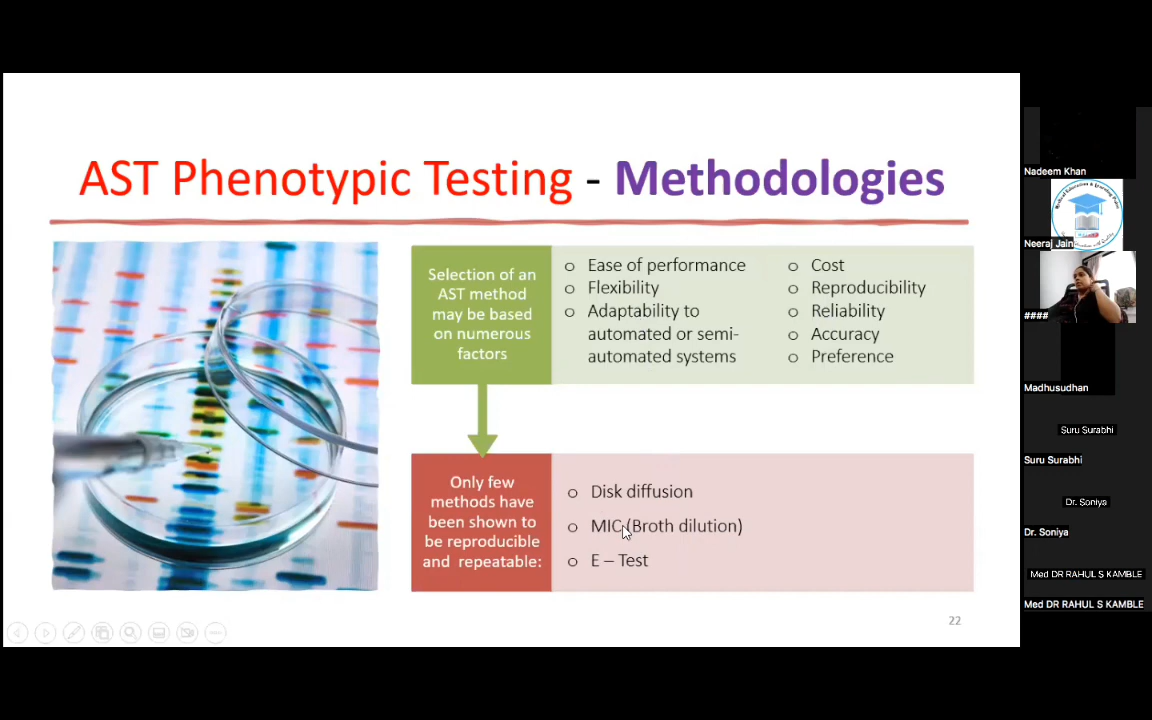 AST Phenotypic Testing - Methodologies
Selection of an
AST method
may be based
on numerous
factors
o Ease of performance
o Flexibility
o Adaptability to
automated or semi-
automated systems
o Cost
o Reproducibility
o Reliability
o Accuracy
o Preference
Only few
methods have
been shown to
be reproducible
and repeatable:
o Disk diffusion
o MIC (Broth dilution)
o E – Test
22
Nadeem Khan
Neeraj Jain
####
Madhusudhan
Suru Surabhi
Suru Surabhi
Dr. Soniya
Dr. Soniya
Med DR RAHUL S KAMBLE
Med DR RAHUL S KAMBLE